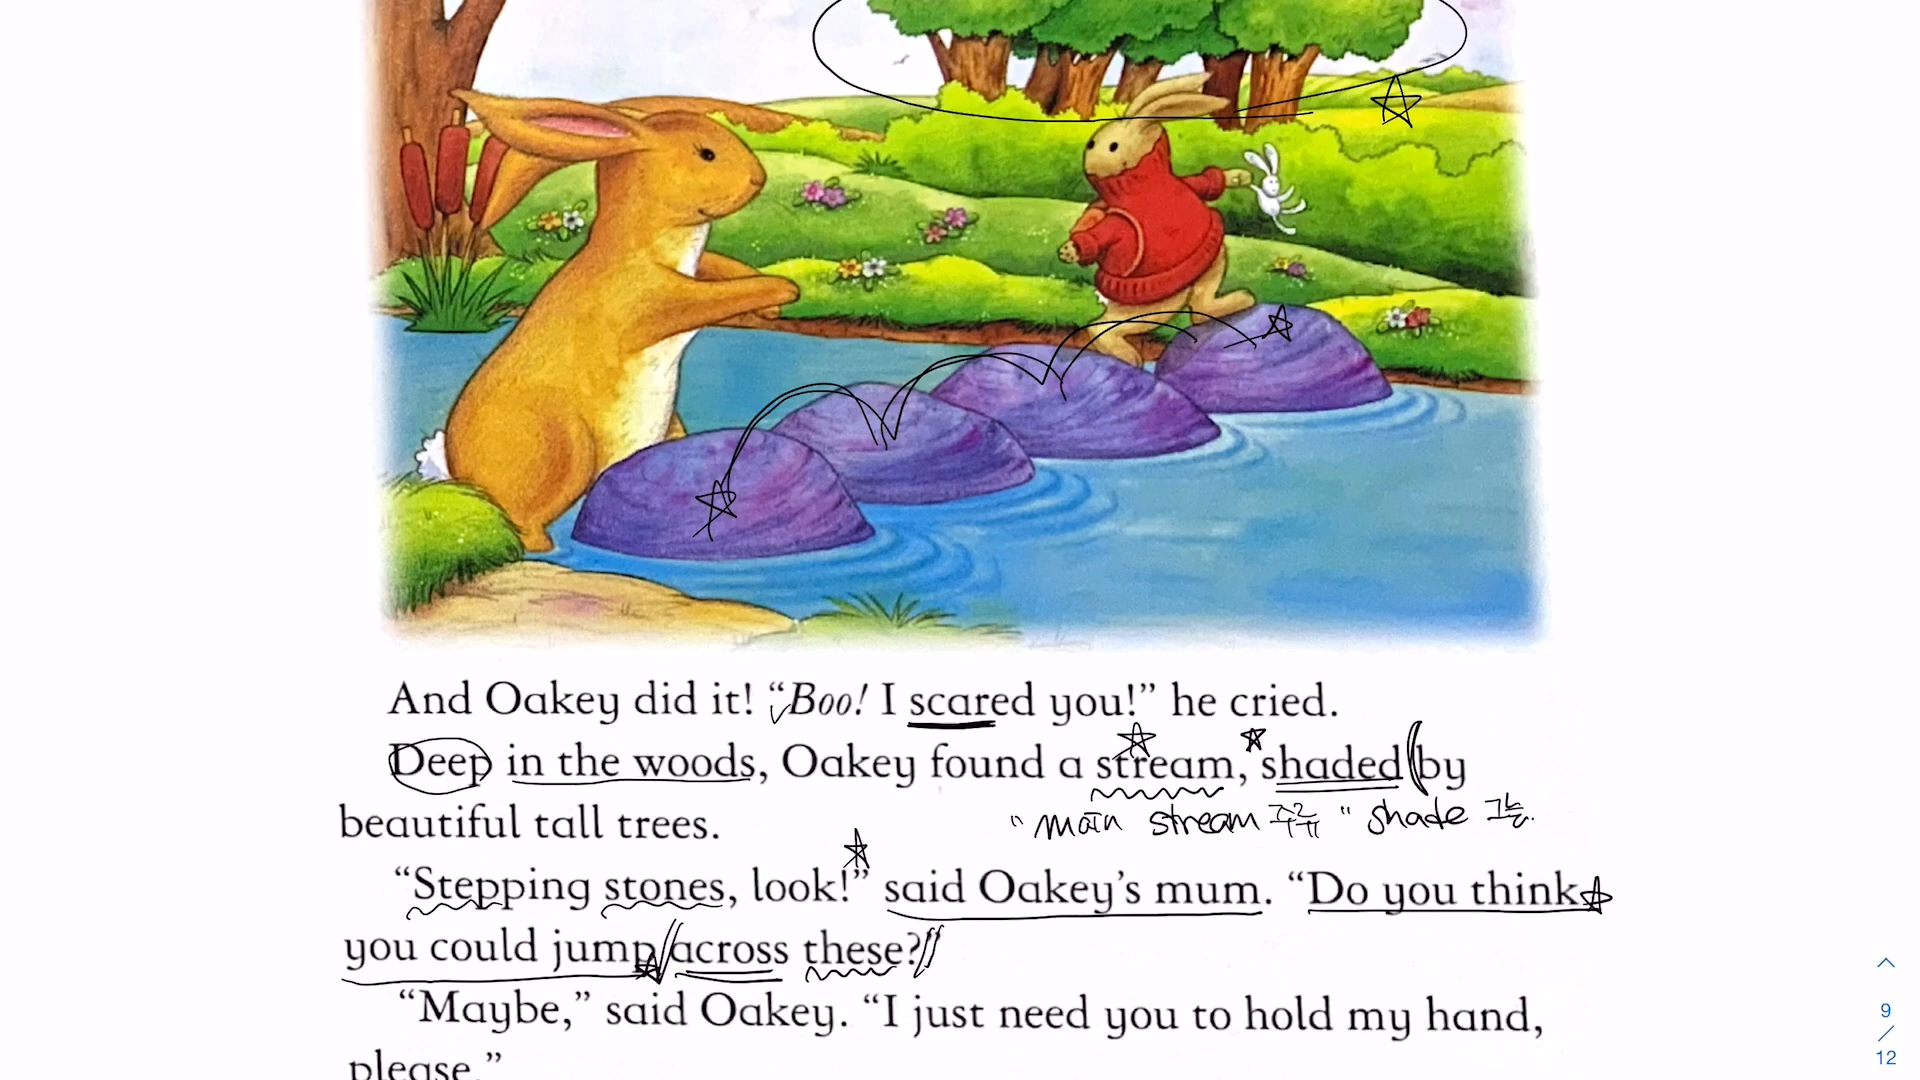 And Oakey did it! “Boo! I scared you!” he cried.
Deep in the woods, Oakey found a stream, shaded by
beautiful tall trees.
"main stream 주류" shade 그늘.
“Stepping stones, look!” said Oakey’s mum. “Do you think
you could jump across these?”
“Maybe,” said Oakey. “I just need you to hold my hand,
please.”
9
/
12